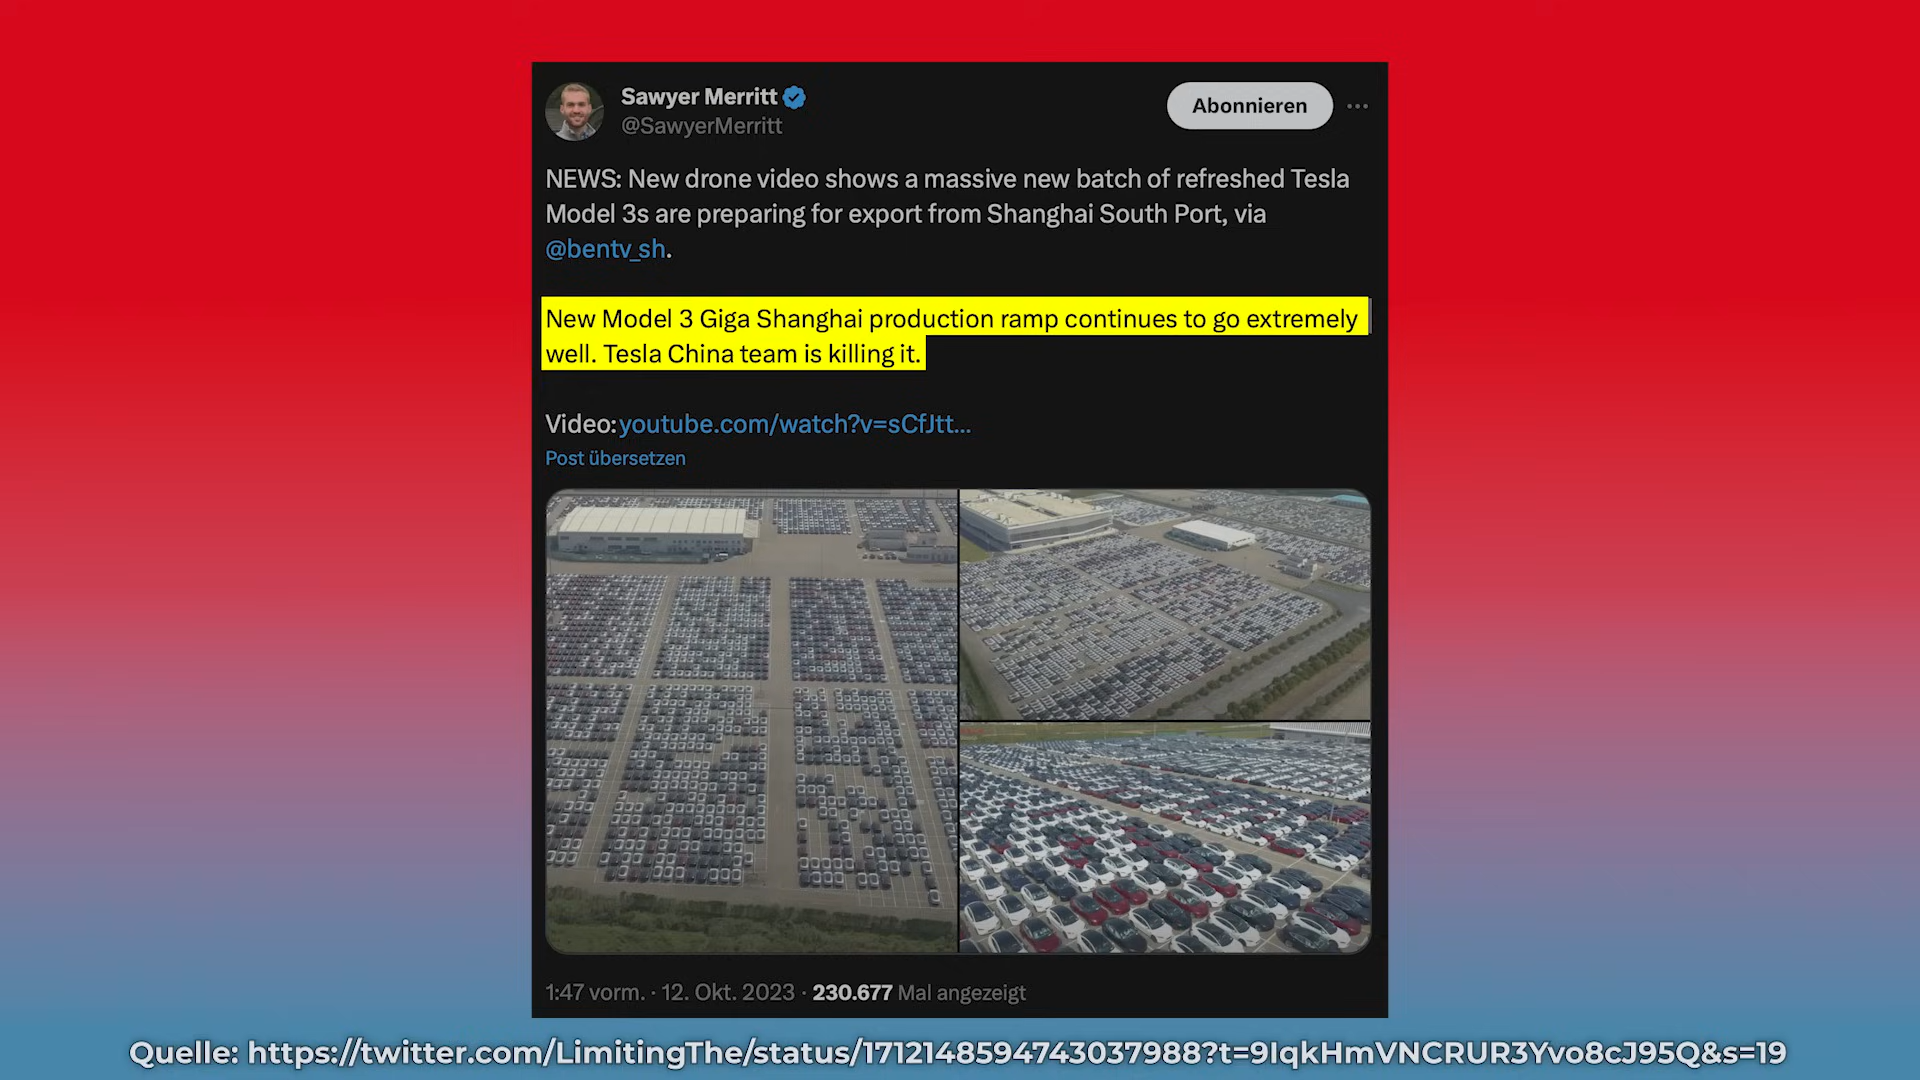 Sawyer Merritt
@SawyerMerritt
Abonnieren
NEWS: New drone video shows a massive new batch of refreshed Tesla
Model 3s are preparing for export from Shanghai South Port, via
@bentv_sh.
New Model 3 Giga Shanghai production ramp continues to go extremely
well. Tesla China team is killing it.
Video:youtube.com/watch?v=sCfJtt...
Post übersetzen
1:47 vorm. · 12. Okt. 2023 · 230.677 Mal angezeigt
Quelle: https://twitter.com/LimitingThe/status/1712148594743037988?t=9IqkHmVNCRUR3Yvo8cJ95Q&s=19